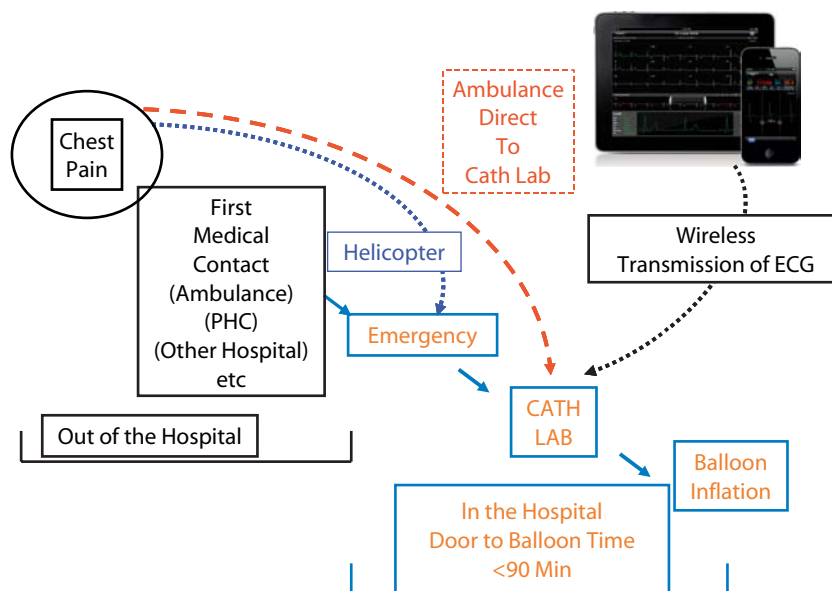 Chest
Pain
Ambulance
Direct
To
Cath Lab
First
Medical
Contact
(Ambulance)
(PHC)
(Other Hospital)
etc
Helicopter
Wireless
Transmission of ECG
Emergency
Out of the Hospital
CATH
LAB
Balloon
Inflation
In the Hospital
Door to Balloon Time
<90 Min